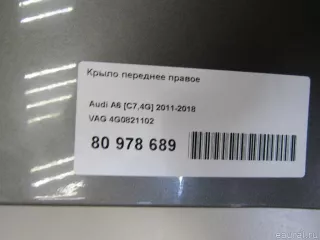 Крыло переднее правое
Audi A6 [C7,4G] 2011-2018
VAG 4G0821102
80 978 689